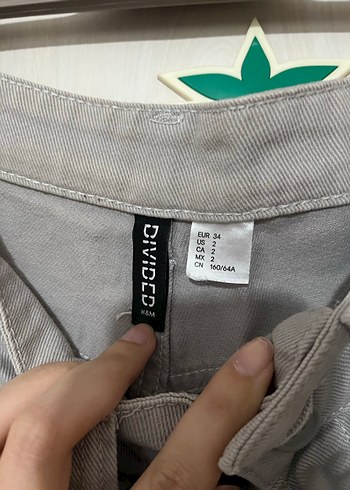 DIVIDED
H&M
EUR 34
US 2
CA 2
MX 2
CN 160/64A